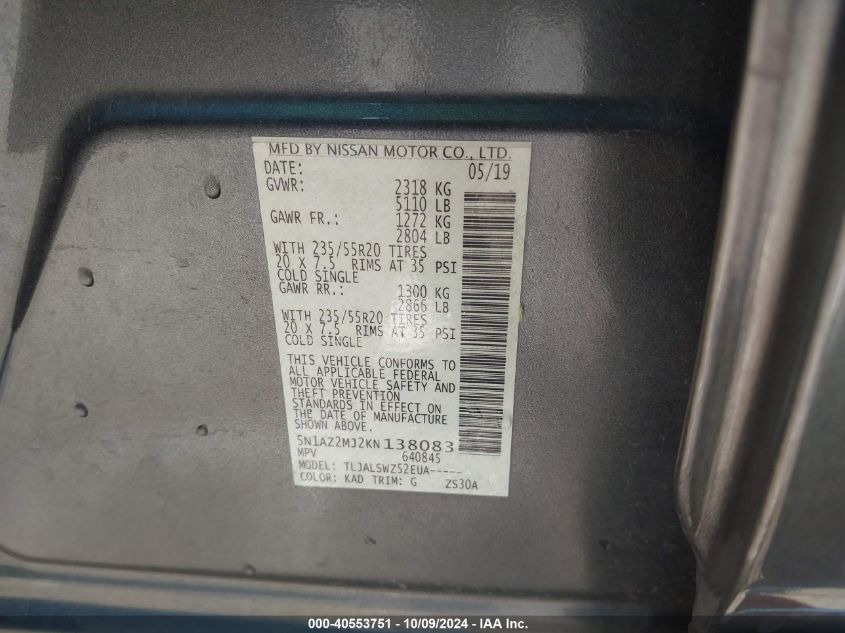 MFD BY NISSAN MOTOR CO., LTD.
DATE: 05/19
GVWR: 2318 KG
5110 LB
GAWR FR.: 1272 KG
2804 LB
WITH 235/55R20 TIRES
20 X 7.5 RIMS AT 35 PSI
COLD SINGLE
GAWR RR.: 1300 KG
2866 LB
WITH 235/55R20 TIRES
20 X 7.5 RIMS AT 35 PSI
COLD SINGLE
THIS VEHICLE CONFORMS TO
ALL APPLICABLE FEDERAL
MOTOR VEHICLE SAFETY AND
THEFT PREVENTION
STANDARDS IN EFFECT ON
THE DATE OF MANUFACTURE
SHOWN ABOVE.
5N1AZ2MJ2KN138083
MPV 640845
MODEL: TLJALSWZ52EUA-----
COLOR: KAD TRIM: G ZS30A
000-40553751 - 10/09/2024 - IAA Inc.